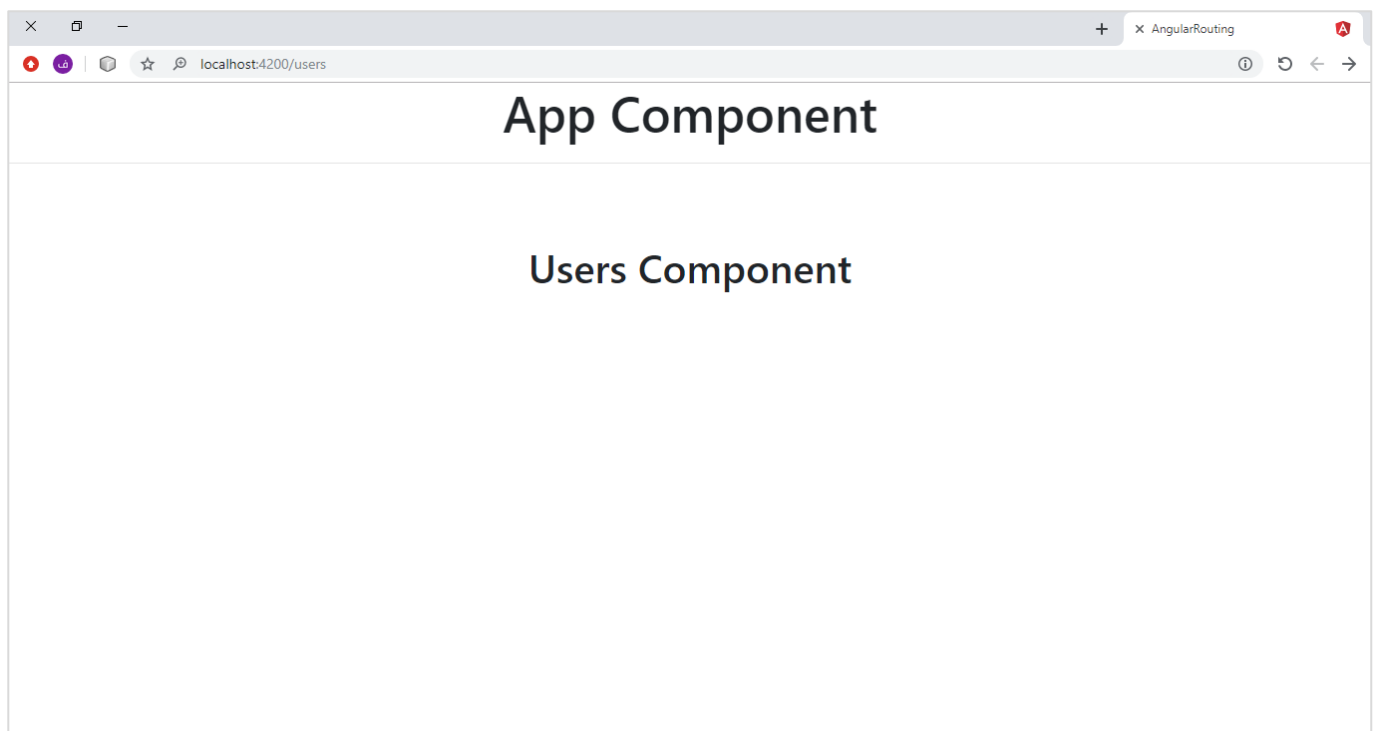 AngularRouting
ف
localhost:4200/users
App Component
Users Component